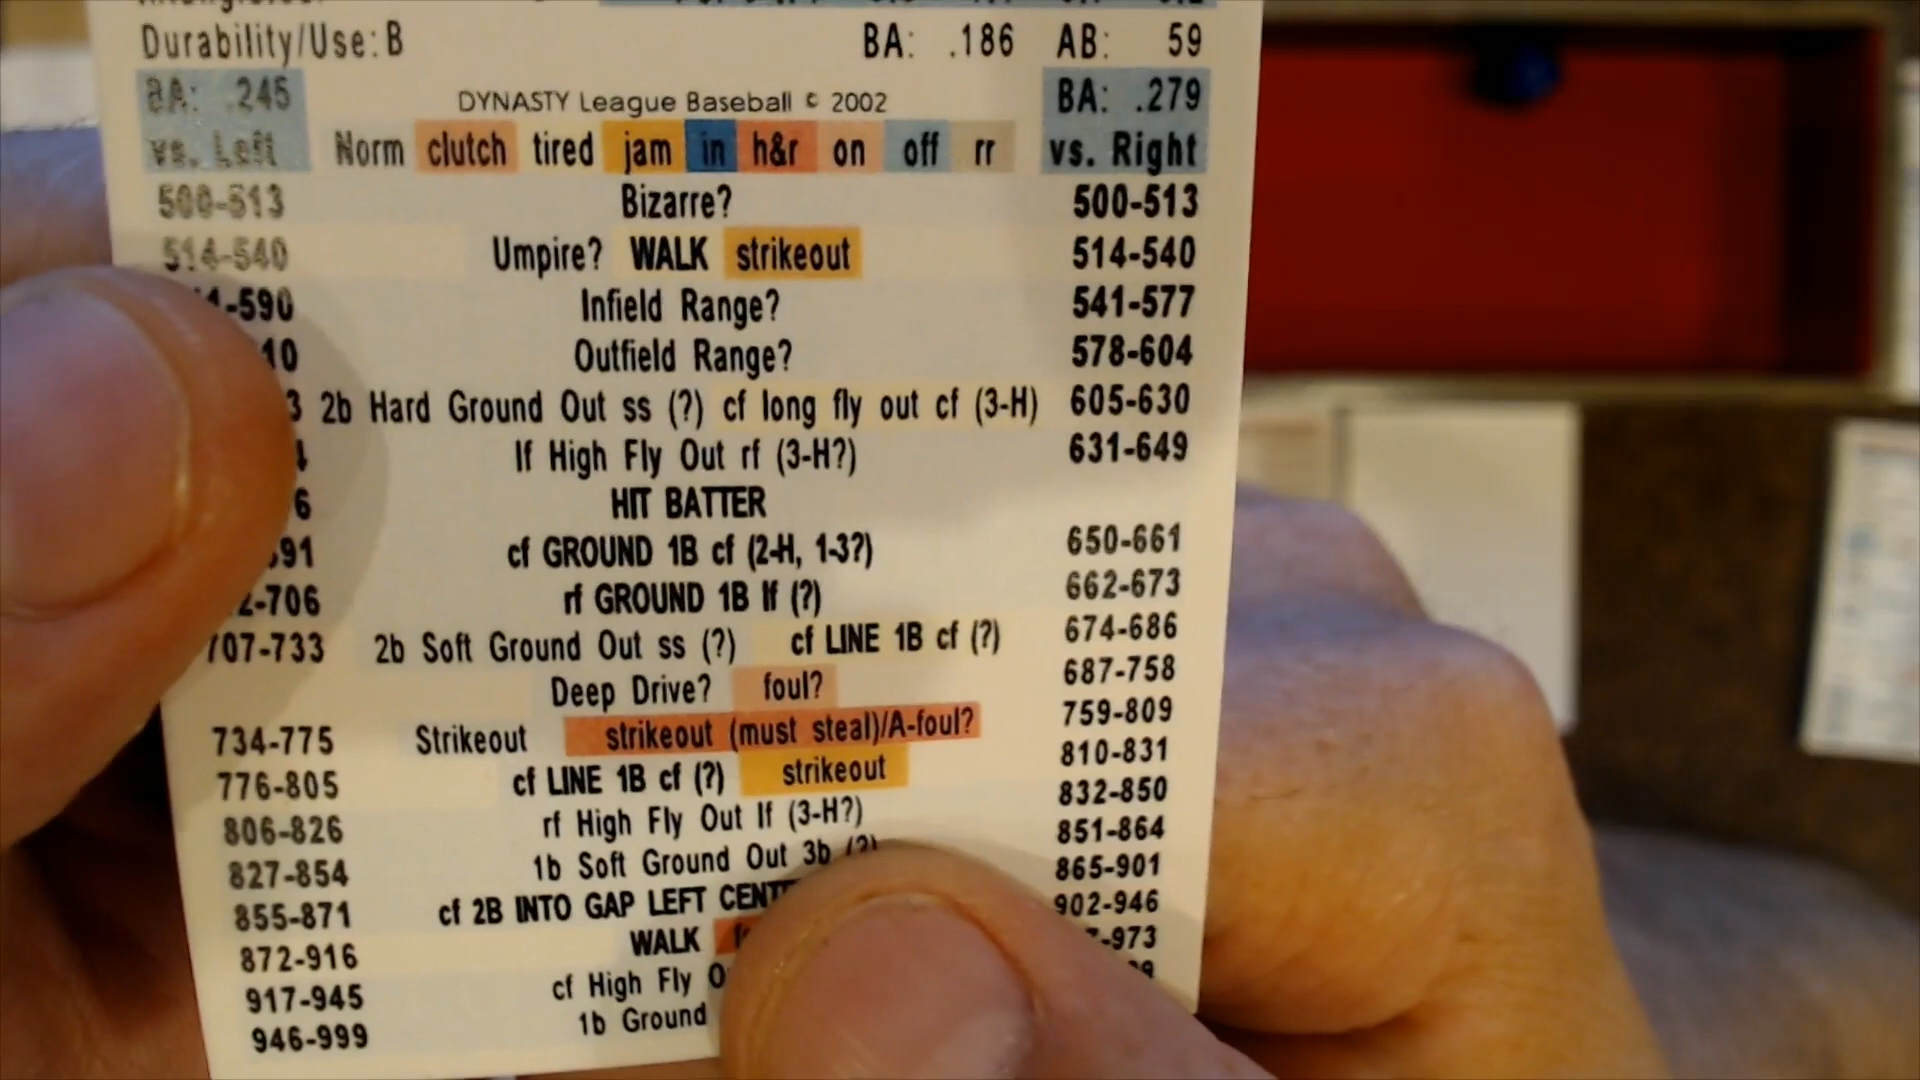 Durability/Use: B BA: .186 AB: 59
BA: .245 DYNASTY League Baseball © 2002 BA: .279
vs. Left Norm clutch tired jam in h&r on off rr vs. Right
500-513 Bizarre? 500-513
514-540 Umpire? WALK strikeout 514-540
-590 Infield Range? 541-577
10 Outfield Range? 578-604
3 2b Hard Ground Out ss (?) cf long fly out cf (3-H) 605-630
lf High Fly Out rf (3-H?) 631-649
6 HIT BATTER
91 cf GROUND 1B cf (2-H, 1-3?) 650-661
2-706 rf GROUND 1B lf (?) 662-673
707-733 2b Soft Ground Out ss (?) cf LINE 1B cf (?) 674-686
Deep Drive? foul? 687-758
734-775 Strikeout strikeout (must steal)/A-foul? 759-809
776-805 cf LINE 1B cf (?) strikeout 810-831
806-826 rf High Fly Out lf (3-H?) 832-850
827-854 1b Soft Ground Out 3b (?) 851-864
855-871 cf 2B INTO GAP LEFT 865-901
872-916 WALK 902-946
917-945 cf High Fly -973
946-999 1b Ground 9